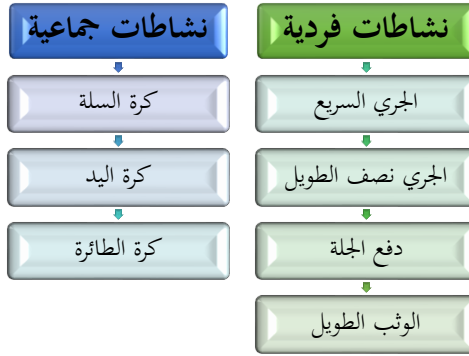 نشاطات فردية
الجري السريع
الجري نصف الطويل
دفع الجلة
الوثب الطويل
نشاطات جماعية
كرة السلة
كرة اليد
كرة الطائرة